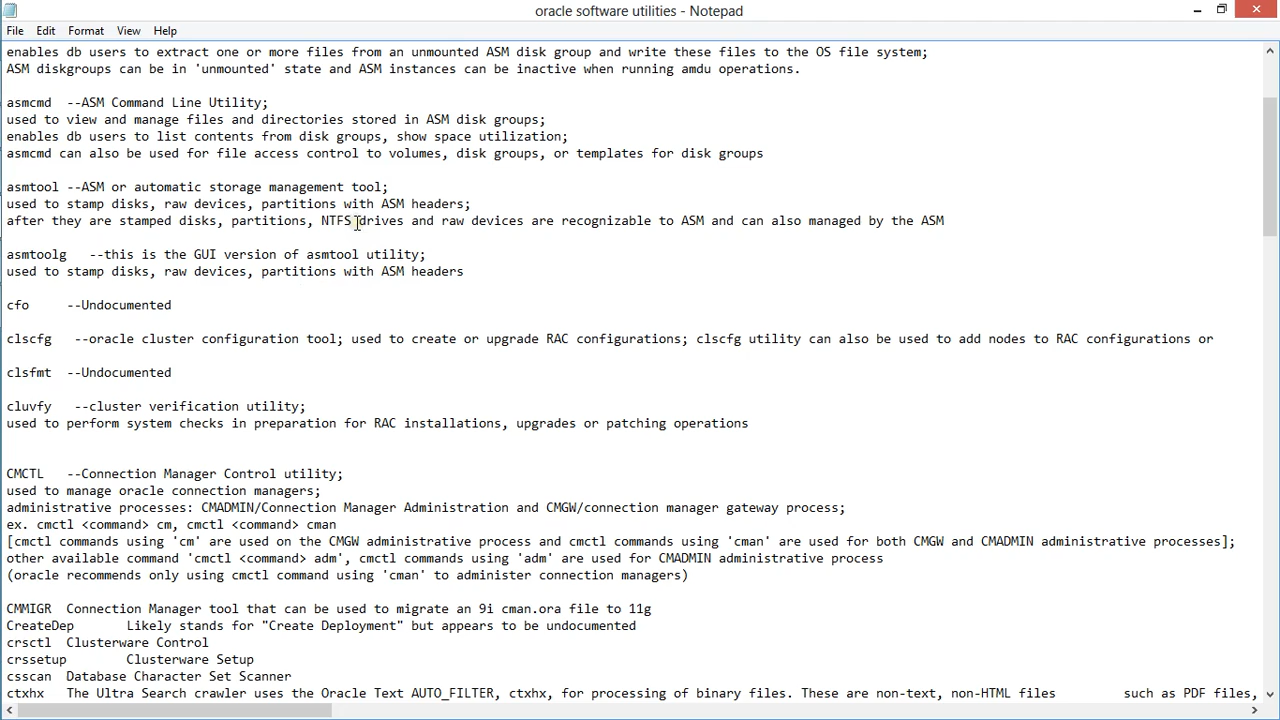 oracle software utilities - Notepad
File Edit Format View Help
enables db users to extract one or more files from an unmounted ASM disk group and write these files to the OS file system;
ASM diskgroups can be in 'unmounted' state and ASM instances can be inactive when running amdu operations.
asmcmd --ASM Command Line Utility;
used to view and manage files and directories stored in ASM disk groups;
enables db users to list contents from disk groups, show space utilization;
asmcmd can also be used for file access control to volumes, disk groups, or templates for disk groups
asmtool --ASM or automatic storage management tool;
used to stamp disks, raw devices, partitions with ASM headers;
after they are stamped disks, partitions, NTFS drives and raw devices are recognizable to ASM and can also managed by the ASM
asmtoolg --this is the GUI version of asmtool utility;
used to stamp disks, raw devices, partitions with ASM headers
cfo --Undocumented
clscfg --oracle cluster configuration tool; used to create or upgrade RAC configurations; clscfg utility can also be used to add nodes to RAC configurations or
clsfmt --Undocumented
cluvfy --cluster verification utility;
used to perform system checks in preparation for RAC installations, upgrades or patching operations
CMCTL --Connection Manager Control utility;
used to manage oracle connection managers;
administrative processes: CMADMIN/Connection Manager Administration and CMGW/connection manager gateway process;
ex. cmctl <command> cm, cmctl <command> cman
[cmctl commands using 'cm' are used on the CMGW administrative process and cmctl commands using 'cman' are used for both CMGW and CMADMIN administrative processes];
other available command 'cmctl <command> adm', cmctl commands using 'adm' are used for CMADMIN administrative process
(oracle recommends only using cmctl command using 'cman' to administer connection managers)
CMMIGR Connection Manager tool that can be used to migrate an 9i cman.ora file to 11g
CreateDep Likely stands for "Create Deployment" but appears to be undocumented
crsctl Clusterware Control
crssetup Clusterware Setup
csscan Database Character Set Scanner
ctxhx The Ultra Search crawler uses the Oracle Text AUTO_FILTER, ctxhx, for processing of binary files. These are non-text, non-HTML files such as PDF files,